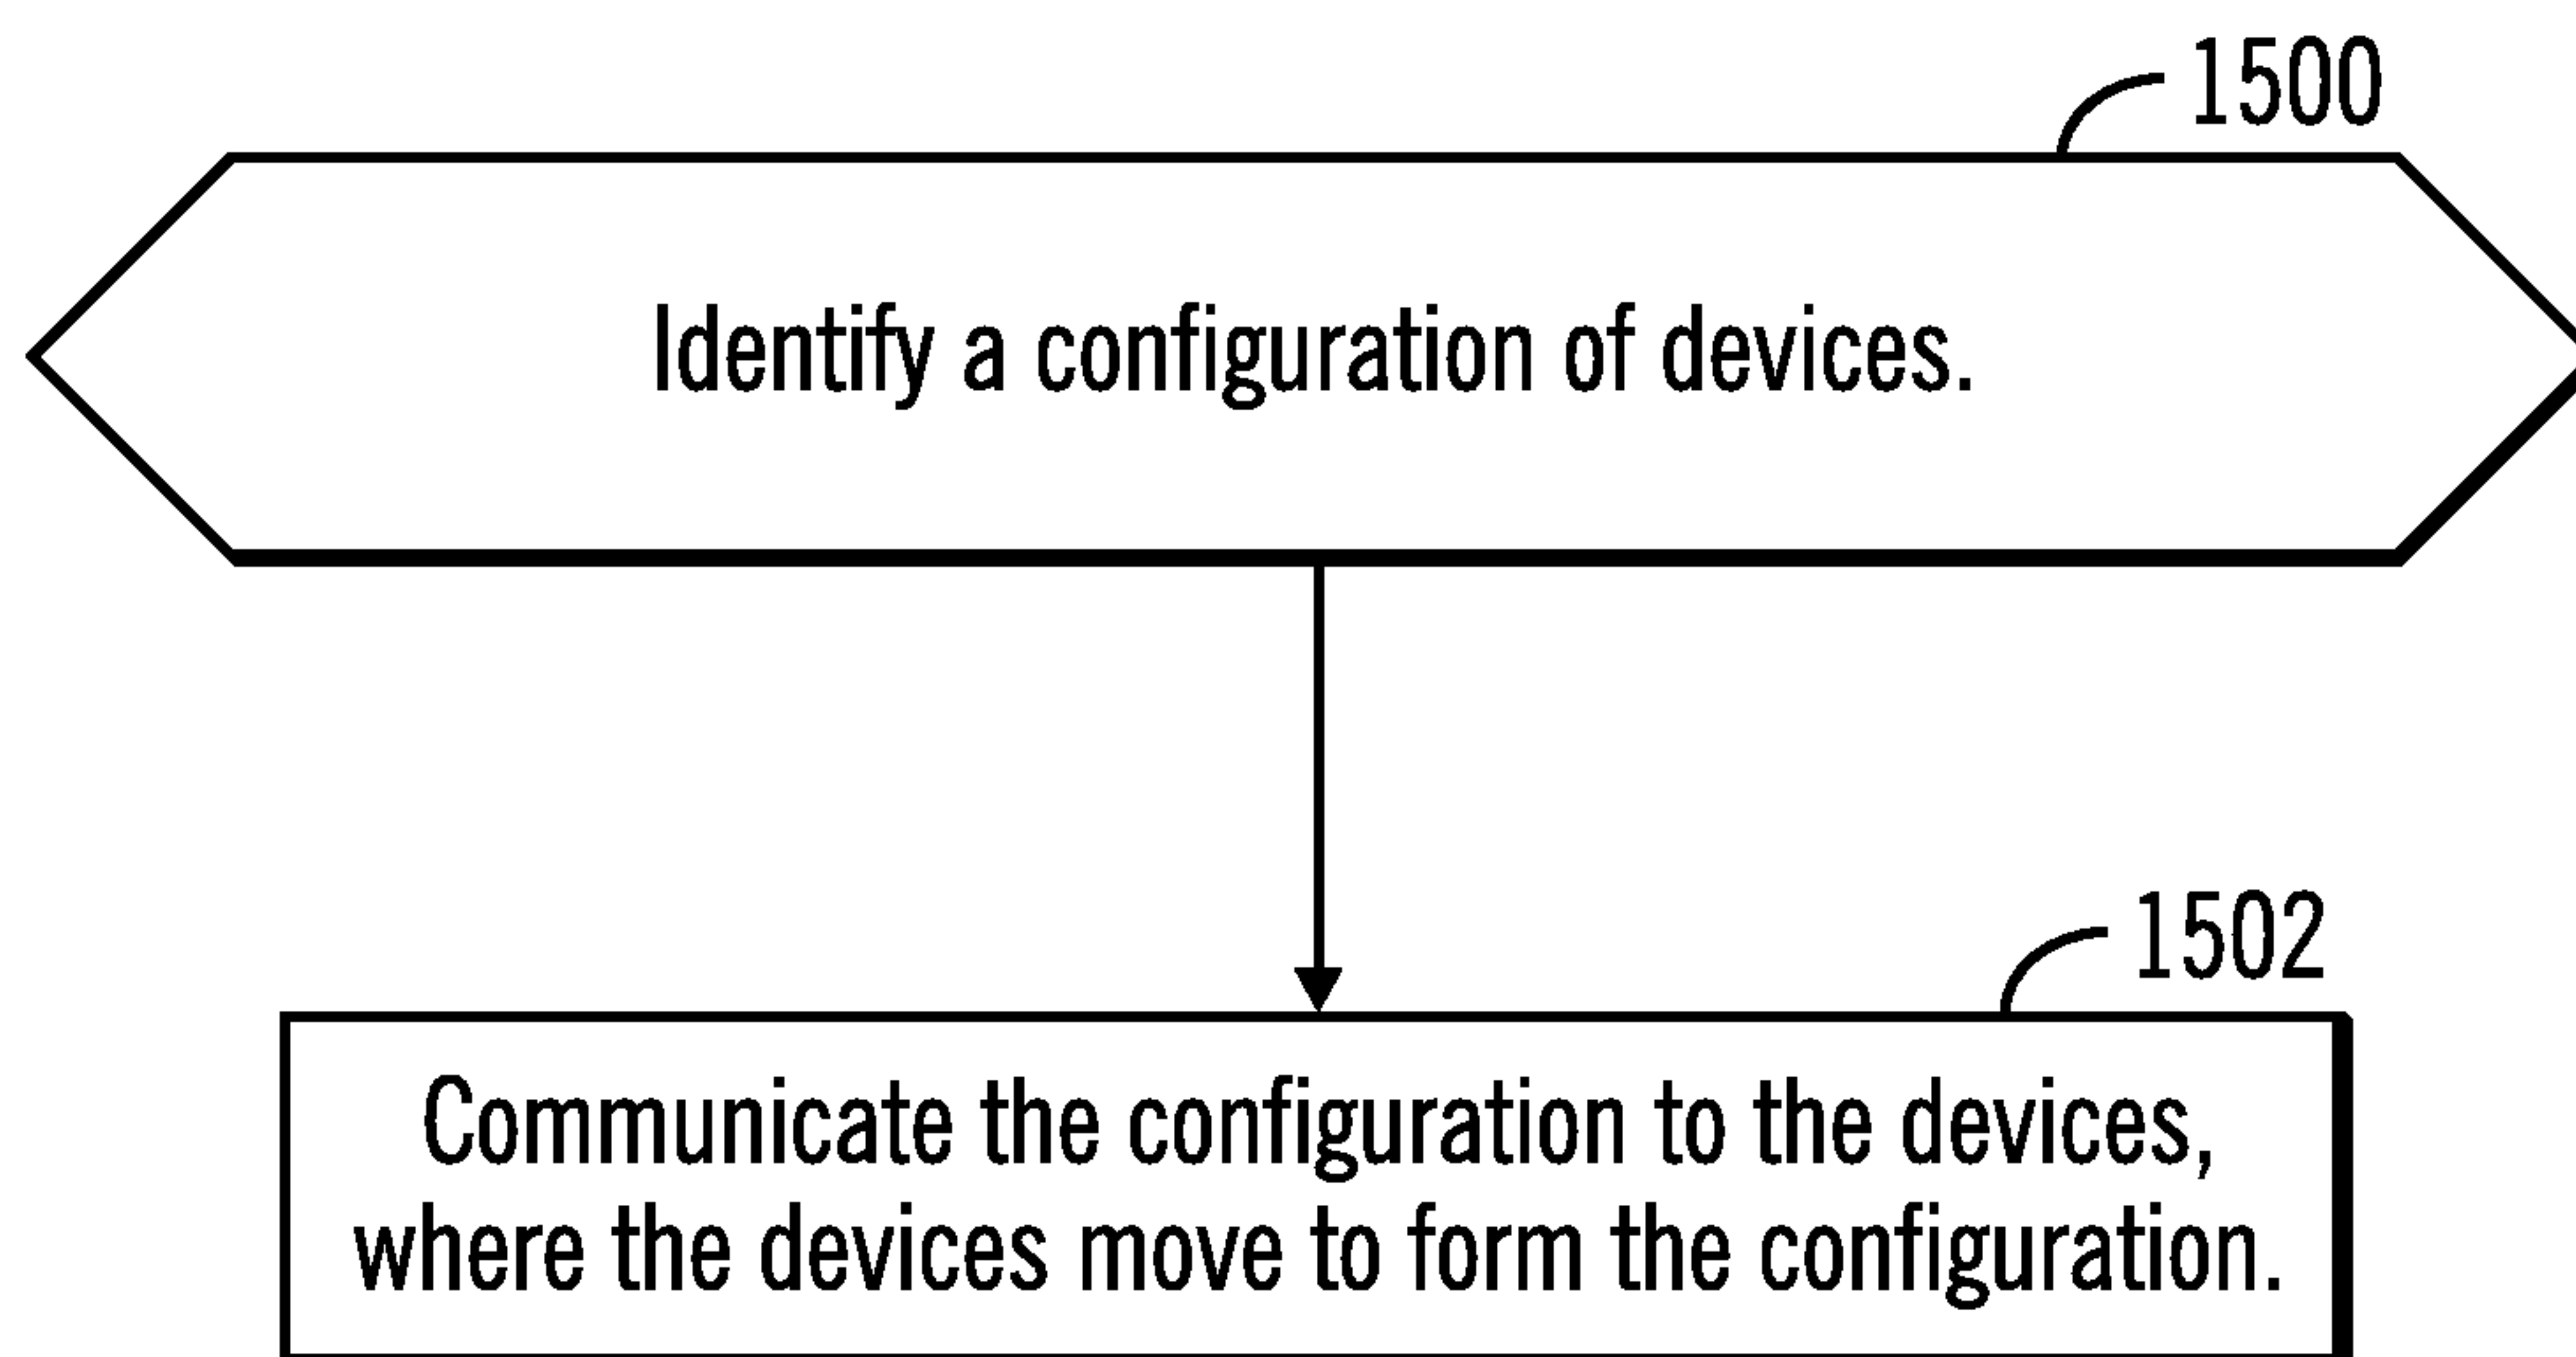 1500
Identify a configuration of devices.
1502
Communicate the configuration to the devices,
where the devices move to form the configuration.